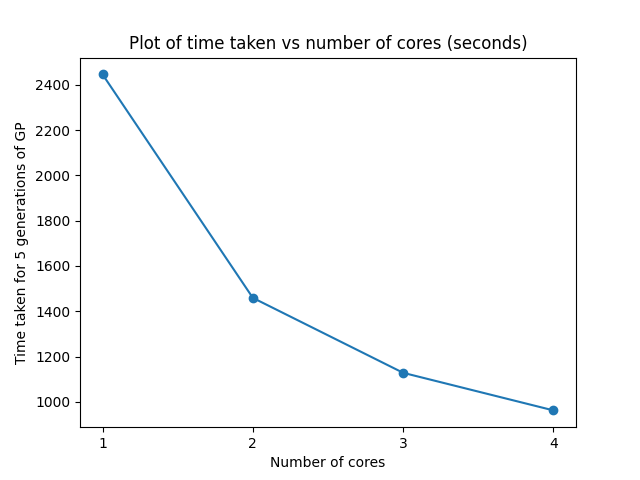 Plot of time taken vs number of cores (seconds)
Time taken for 5 generations of GP
2400
2200
2000
1800
1600
1400
1200
1000
1 2 3 4
Number of cores